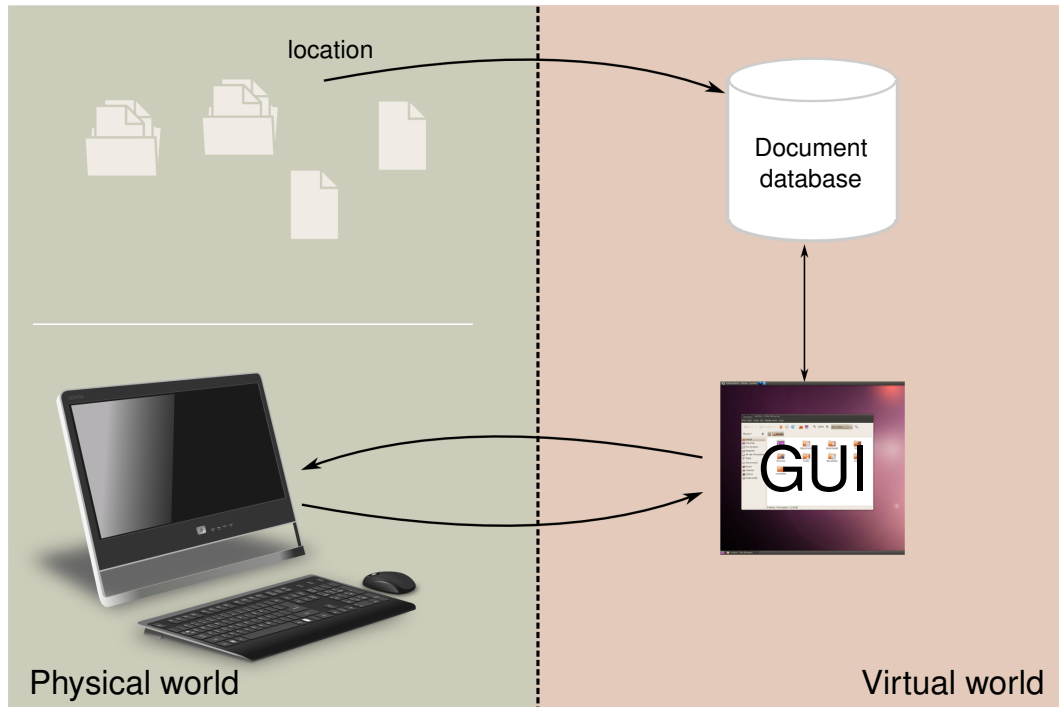 location
Document
database
GUI
Physical world
Virtual world